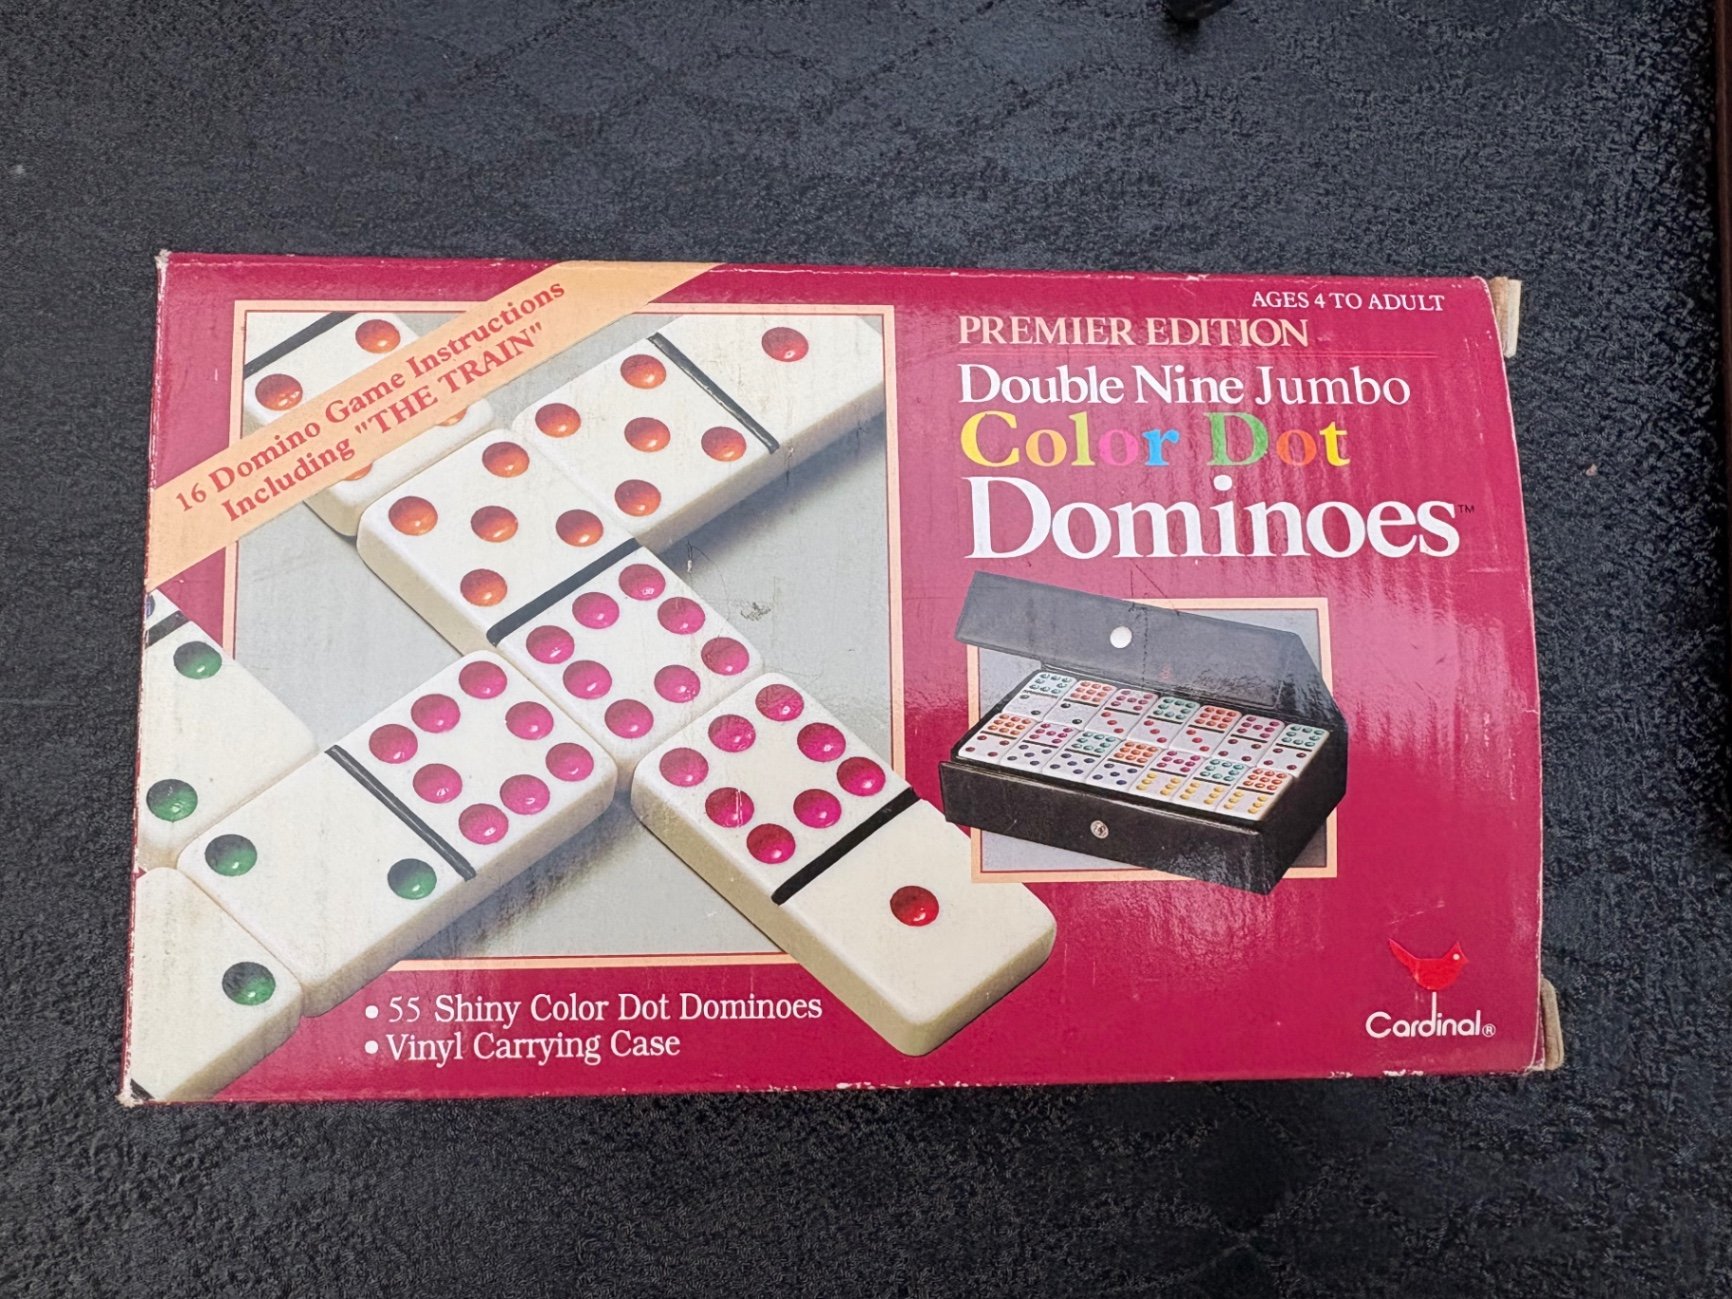 16 Domino Game Instructions
Including "THE TRAIN"
AGES 4 TO ADULT
PREMIER EDITION
Double Nine Jumbo
Color Dot
Dominoes™
• 55 Shiny Color Dot Dominoes
• Vinyl Carrying Case
Cardinal®